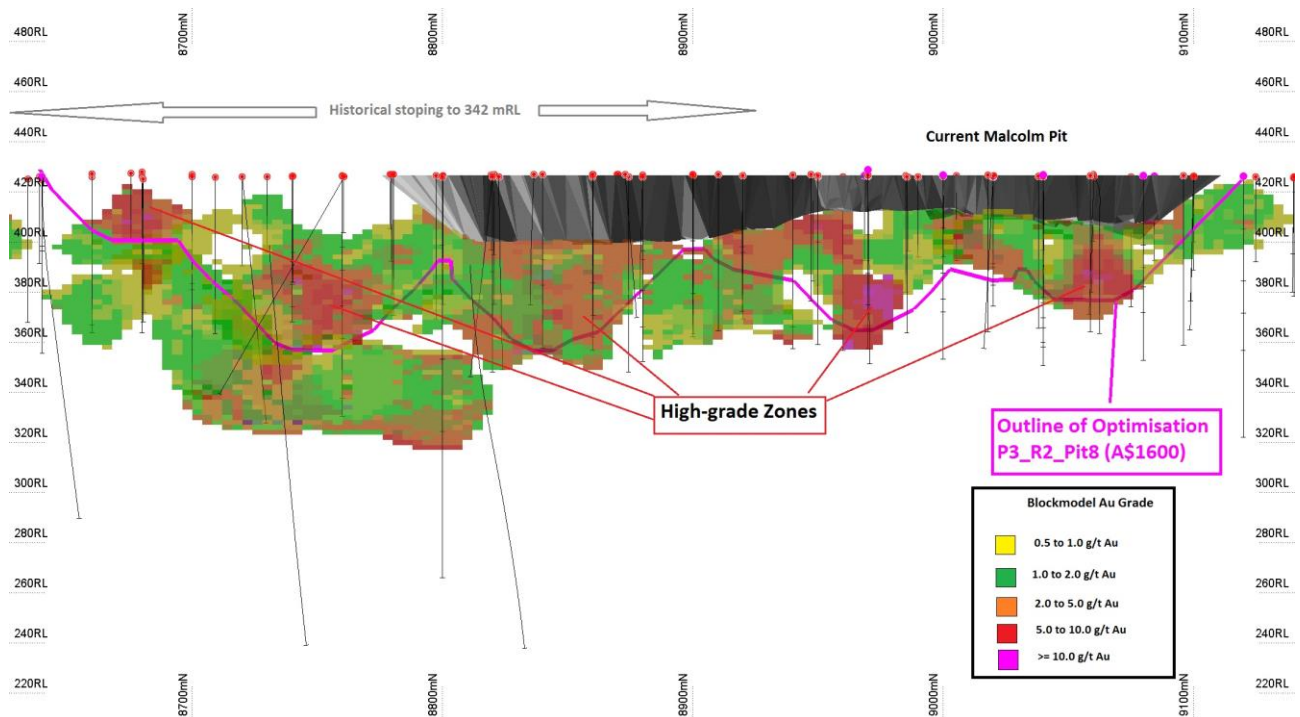 8700mN
8800mN
8900mN
9000mN
9100mN
480RL
480RL
460RL
460RL
Historical stoping to 342 mRL
440RL
440RL
Current Malcolm Pit
420RL
420RL
400RL
400RL
380RL
380RL
360RL
360RL
340RL
340RL
High-grade Zones
Outline of Optimisation
P3_R2_Pit8 (A$1600)
320RL
320RL
300RL
300RL
Blockmodel Au Grade
0.5 to 1.0 g/t Au
1.0 to 2.0 g/t Au
2.0 to 5.0 g/t Au
5.0 to 10.0 g/t Au
>= 10.0 g/t Au
280RL
280RL
260RL
260RL
240RL
240RL
220RL
220RL
8700mN
8800mN
8900mN
9000mN
9100mN